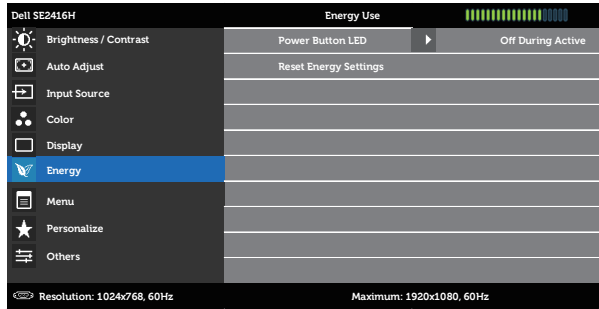 Dell SE2416H Energy Use
Brightness / Contrast Power Button LED Off During Active
Auto Adjust Reset Energy Settings
Input Source
Color
Display
Energy
Menu
Personalize
Others
Resolution: 1024x768, 60Hz Maximum: 1920x1080, 60Hz